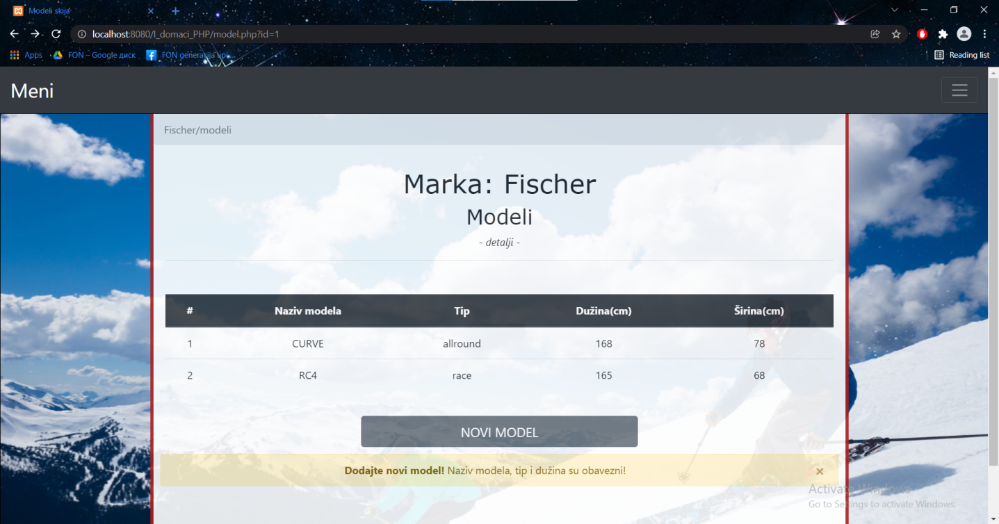 Modeli skija
localhost:8080/I_domaci_PHP/model.php?id=1
Apps FON – Google диск FON generacija upi... Reading list
Meni
Fischer/modeli
Marka: Fischer
Modeli
- detalji -
# Naziv modela Tip Dužina(cm) Širina(cm)
1 CURVE allround 168 78
2 RC4 race 165 68
NOVI MODEL
Dodajte novi model! Naziv modela, tip i dužina su obavezni! ×
Activate Windows
Go to Settings to activate Windows.